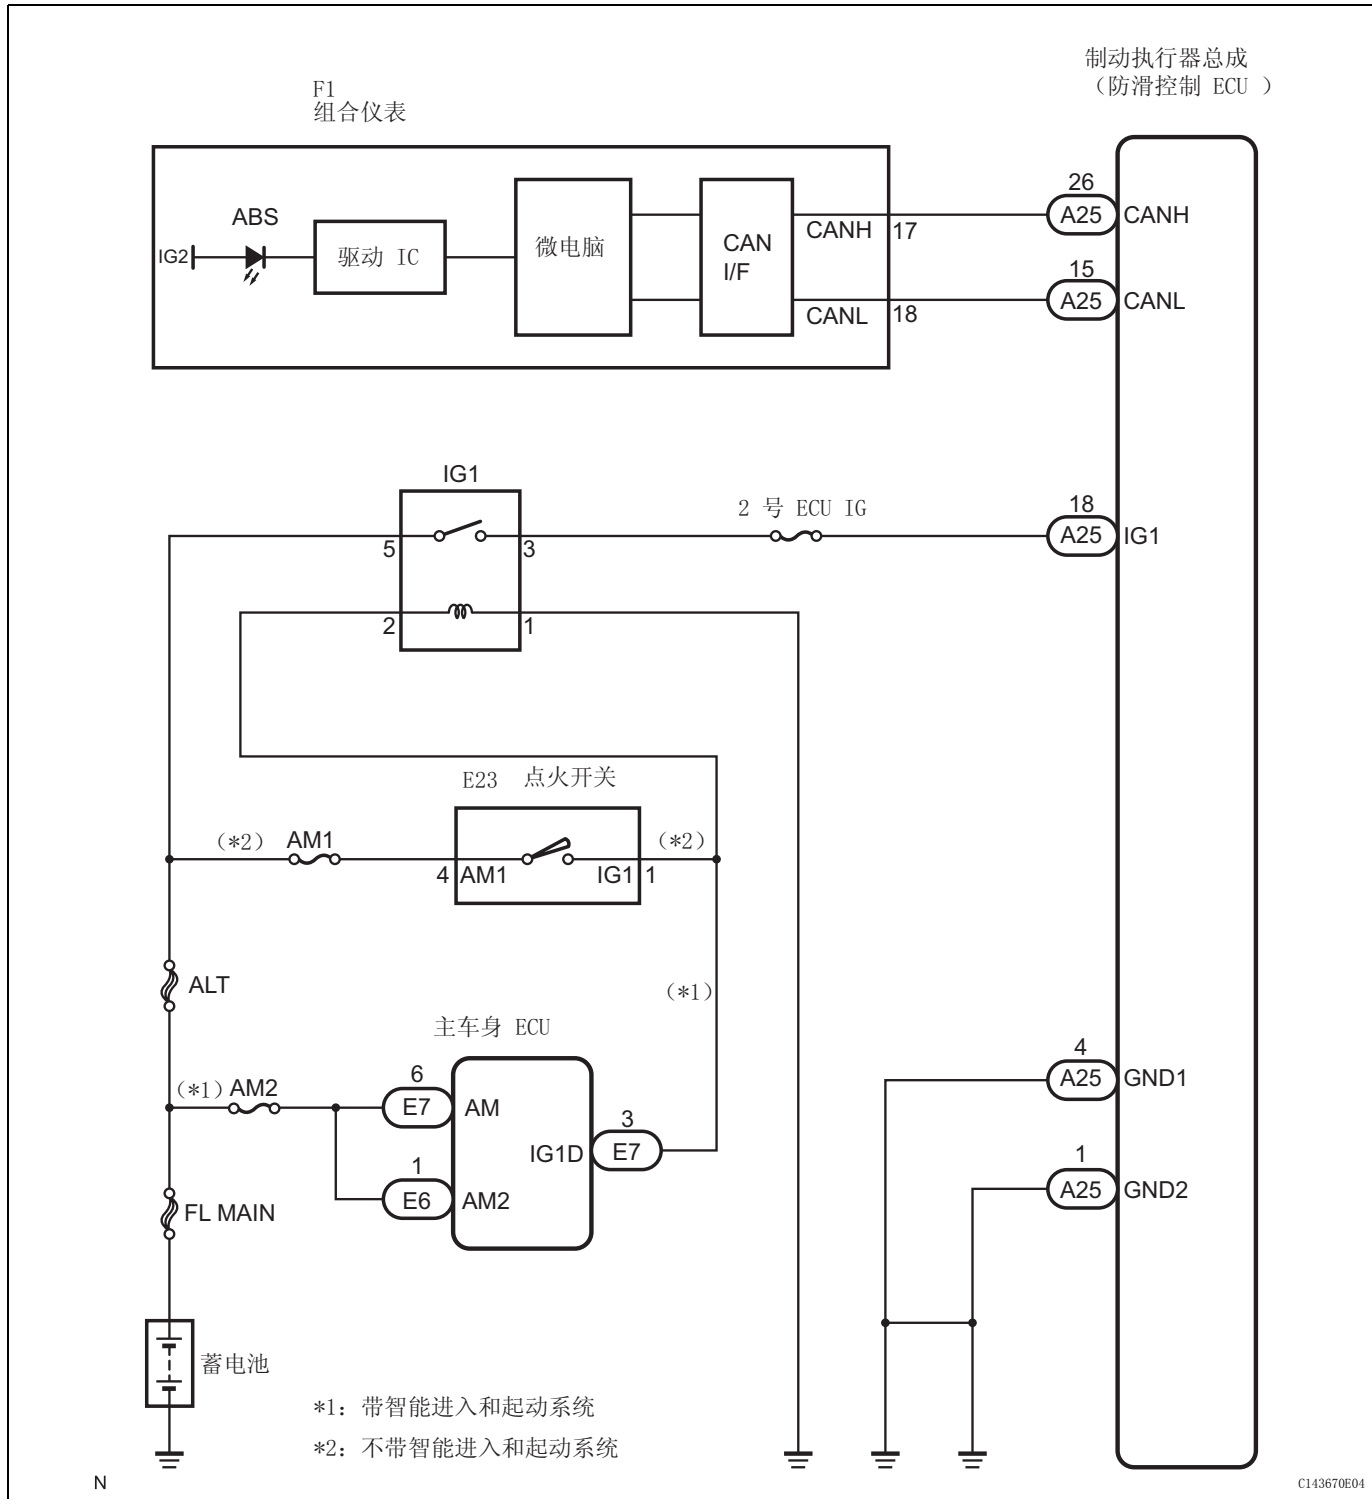 制动执行器总成
（防滑控制 ECU ）
F1
组合仪表
26
A25 CANH
ABS
IG2
驱动 IC
微电脑
CAN
I/F
CANH 17
15
A25 CANL
CANL 18
IG1
2 号 ECU IG
18
A25 IG1
5 3
2 1
E23 点火开关
（*2） AM1 （*2）
4 AM1 IG1 1
ALT
（*1）
主车身 ECU
4
A25 GND1
（*1） AM2
6
E7 AM
3
IG1D E7
1
E6 AM2
1
A25 GND2
FL MAIN
蓄电池
*1：带智能进入和起动系统
*2：不带智能进入和起动系统
N
C143670E04